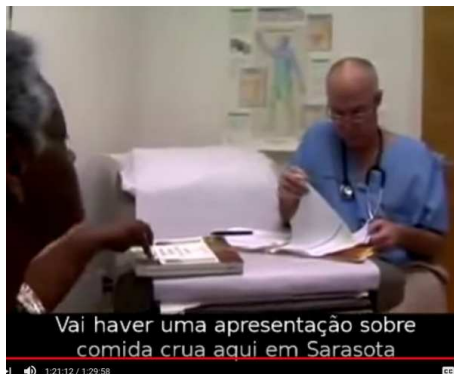 Vai haver uma apresentação sobre
comida crua aqui em Sarasota
1:21:12 / 1:29:58